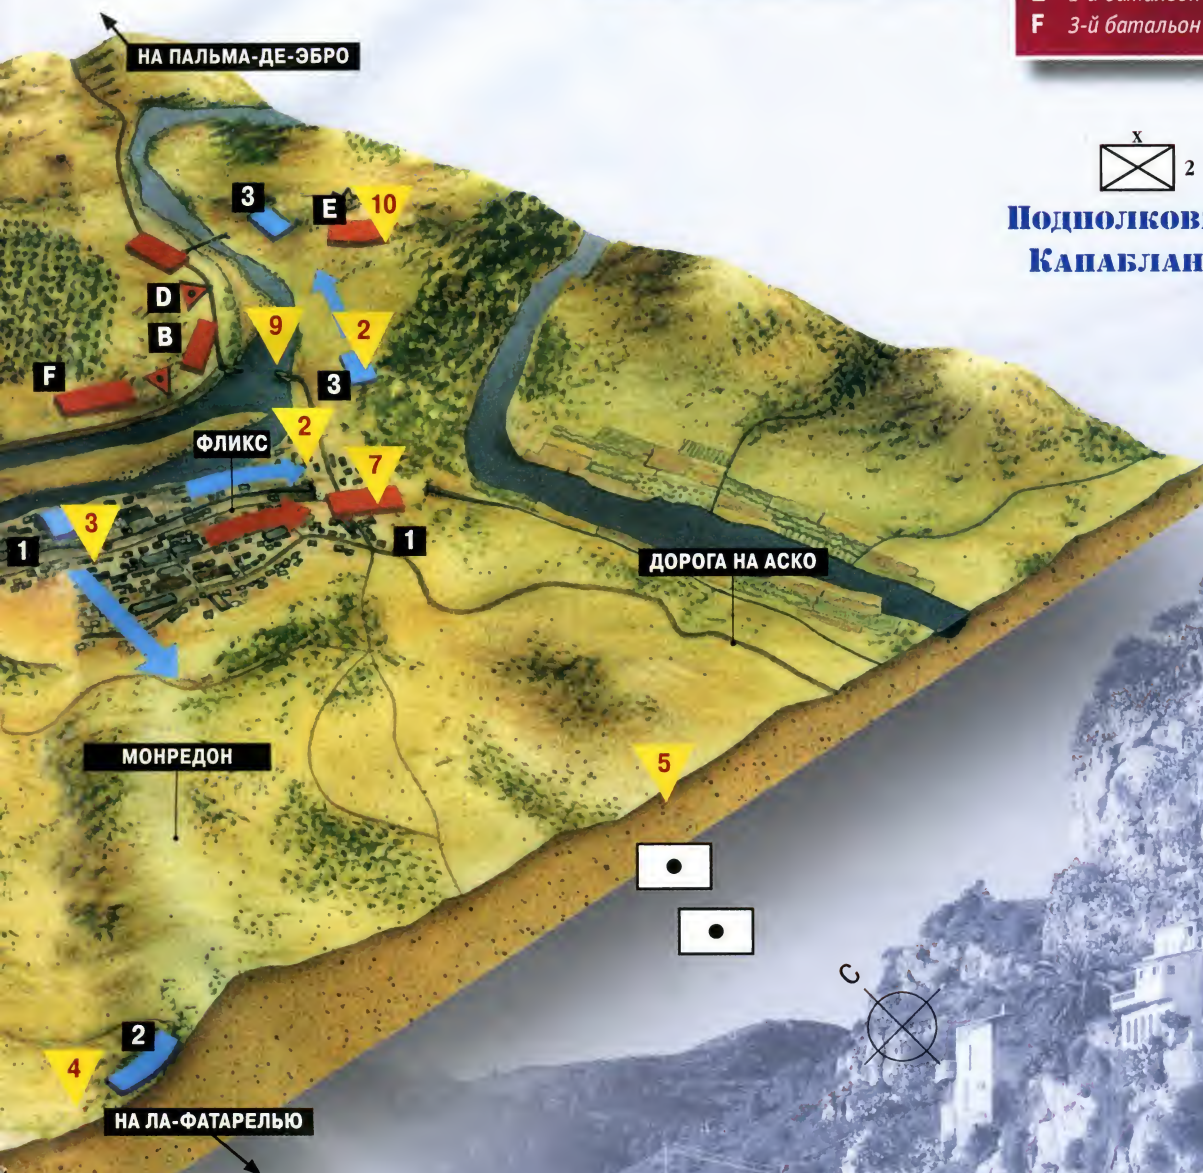 F 3-й батальон
НА ПАЛЬМА-ДЕ-ЭБРО
X
2
3
E
10
D
9
2
B
3
F
2
ФЛИКС
7
3
1
1
ДОРОГА НА АСКО
МОНРЕДОН
5
С
2
4
НА ЛА-ФАТАРЕЛЬЮ